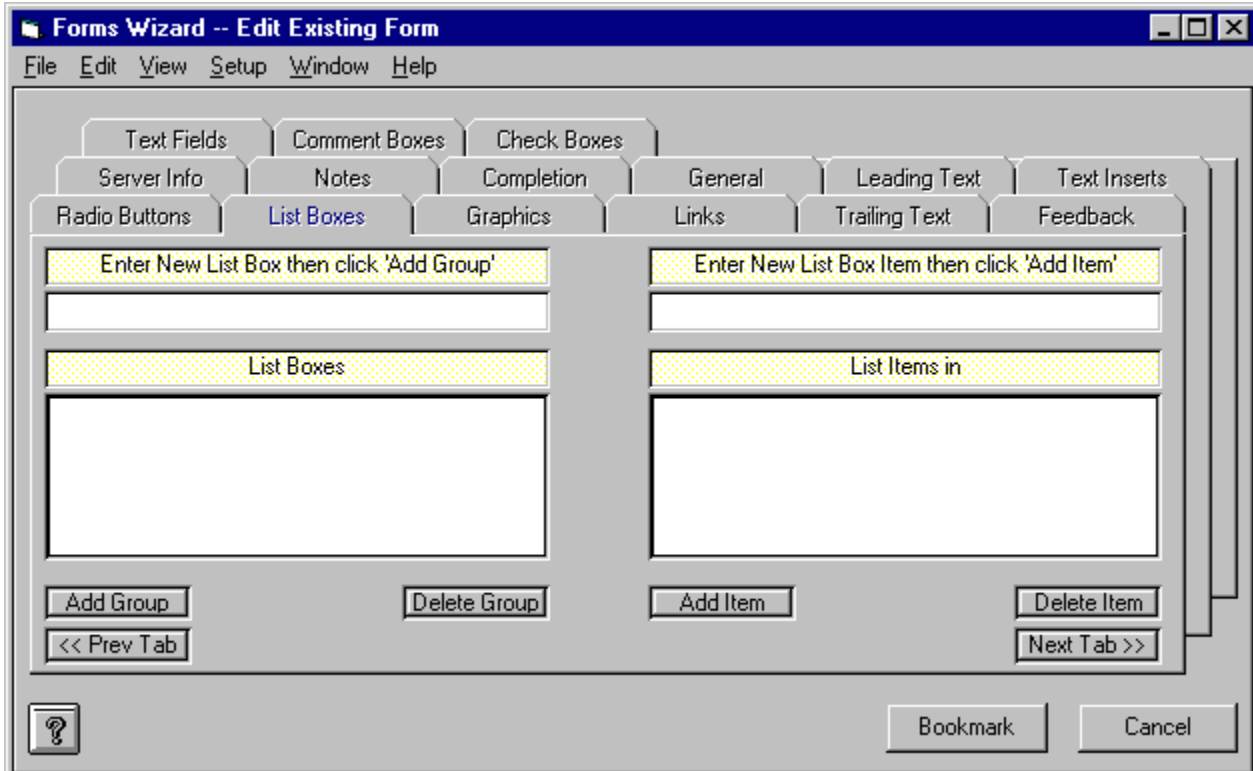 Forms Wizard -- Edit Existing Form
File Edit View Setup Window Help
Text Fields Comment Boxes Check Boxes
Server Info Notes Completion General Leading Text Text Inserts
Radio Buttons List Boxes Graphics Links Trailing Text Feedback
Enter New List Box then click 'Add Group' Enter New List Box Item then click 'Add Item'
List Boxes List Items in
Add Group Delete Group Add Item Delete Item
<< Prev Tab Next Tab >>
? Bookmark Cancel